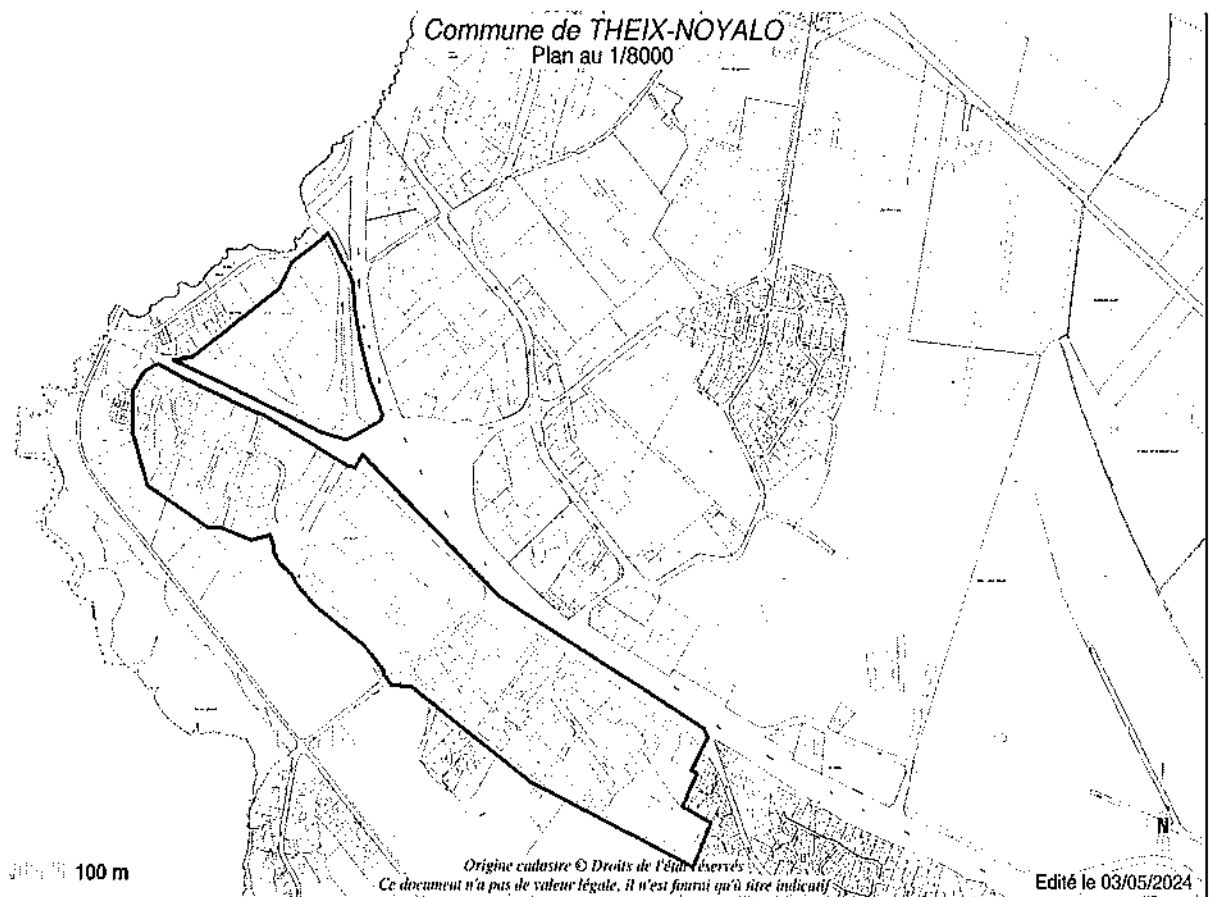 Commune de THEIX-NOYALO
Plan au 1/8000
N
100 m
Origine cadastre © Droits de l'état réservés
Ce document n'a pas de valeur légale, il n'est fourni qu'à titre indicatif
Edité le 03/05/2024